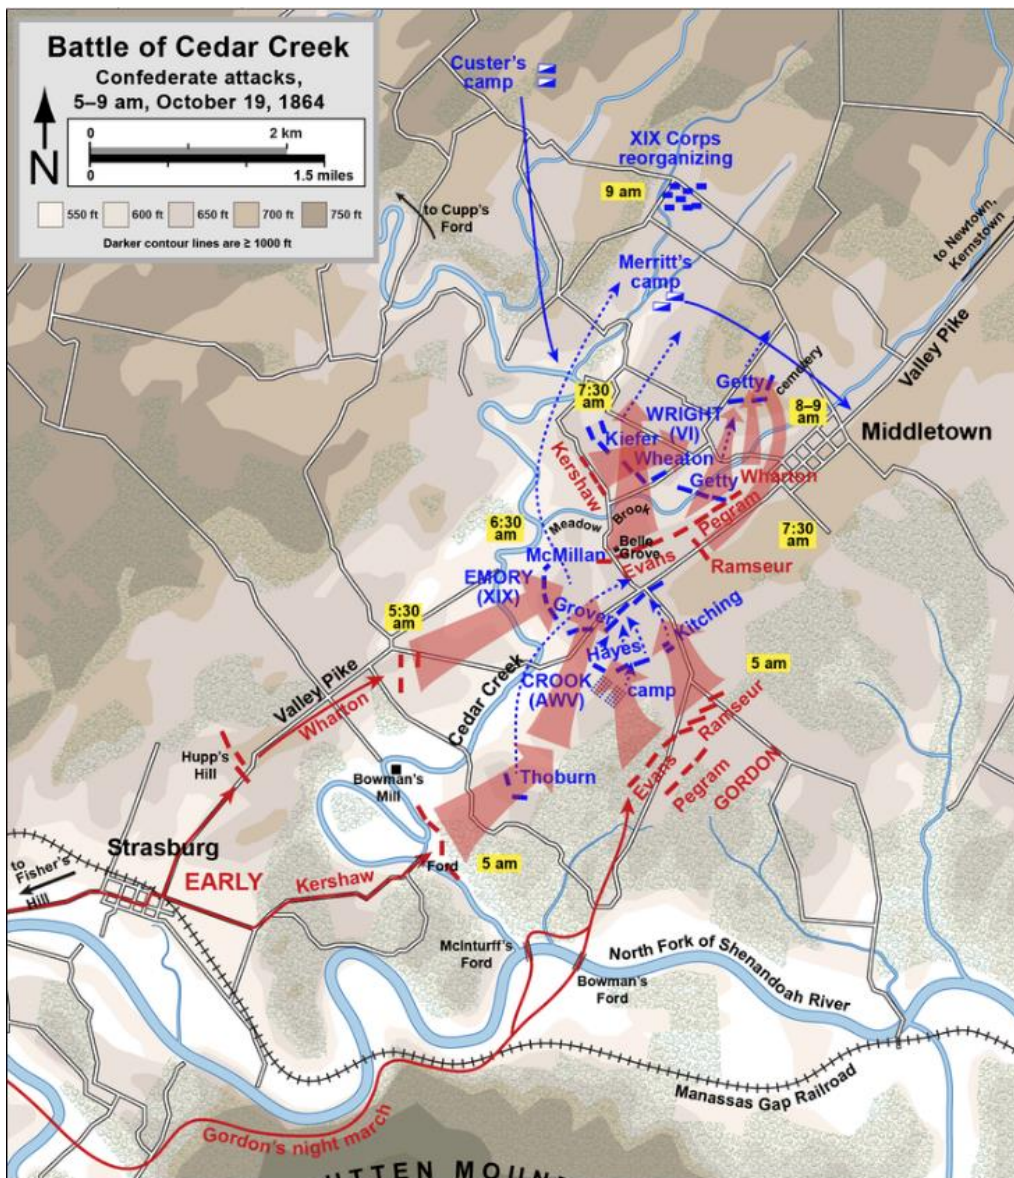 Battle of Cedar Creek
Confederate attacks,
5–9 am, October 19, 1864
N
0
2 km
0
1.5 miles
550 ft
600 ft
650 ft
700 ft
750 ft
Darker contour lines are ≥ 1000 ft
Custer's
camp
XIX Corps
reorganizing
9 am
to Cupp's
Ford
to Newtown,
Kernstown
Merritt's
camp
Valley Pike
7:30
am
Getty
Cemetery
8–9
am
WRIGHT
(VI)
Middletown
Kiefer
Wheaton
Kershaw
Getty
Wharton
Pegram
6:30
am
Meadow
Brook
7:30
am
Belle
Grove
McMillan
Evans
Ramseur
EMORY
(XIX)
5:30
am
Grover
Kitching
Hayes
5 am
CROOK
(AWV)
camp
Valley Pike
Wharton
Cedar Creek
Ramseur
Hupp's
Hill
Bowman's
Mill
Thoburn
Evans
Pegram
GORDON
Strasburg
to
Fisher's
Hill
EARLY
Kershaw
Ford
5 am
McInturff's
Ford
North Fork of Shenandoah River
Bowman's
Ford
Manassas Gap Railroad
Gordon's night march
UTTEN MOUN